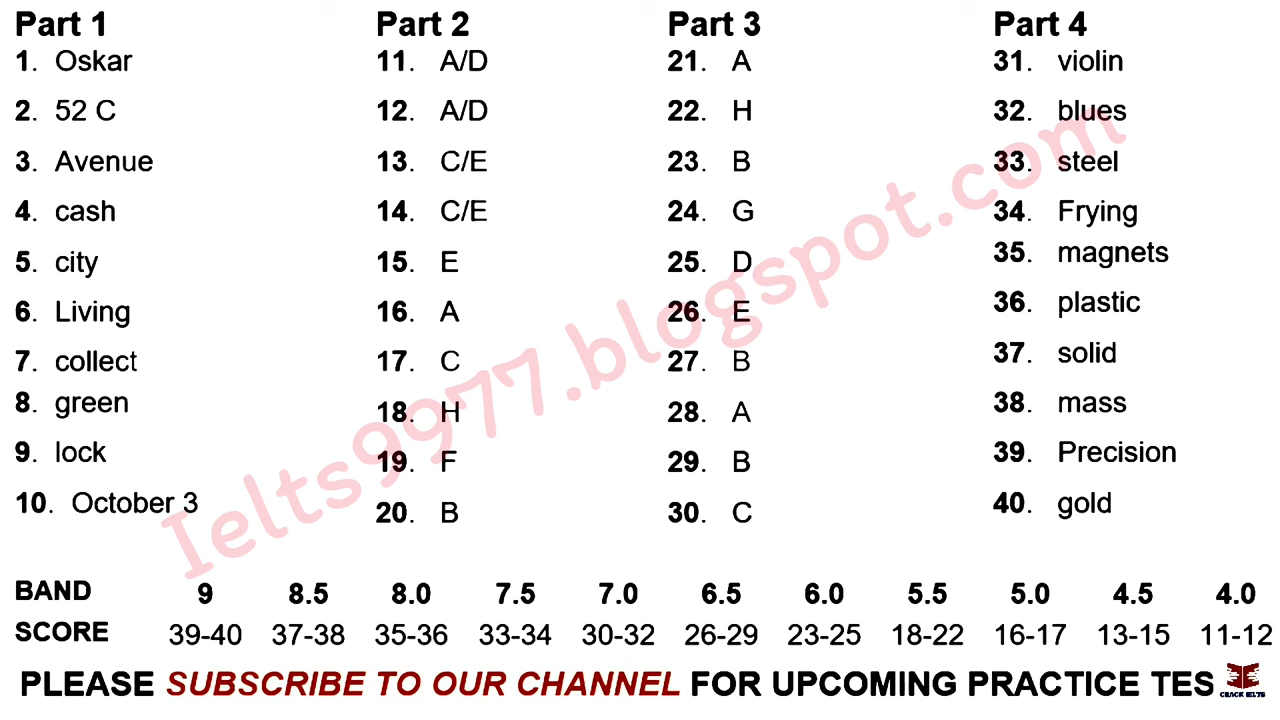 Part 1
1. Oskar
2. 52 C
3. Avenue
4. cash
5. city
6. Living
7. collect
8. green
9. lock
10. October 3
Part 2
11. A/D
12. A/D
13. C/E
14. C/E
15. E
16. A
17. C
18. H
19. F
20. B
Part 3
21. A
22. H
23. B
24. G
25. D
26. E
27. B
28. A
29. B
30. C
Part 4
31. violin
32. blues
33. steel
34. Frying
35. magnets
36. plastic
37. solid
38. mass
39. Precision
40. gold
Ielts9977.blogspot.com
BAND 9 8.5 8.0 7.5 7.0 6.5 6.0 5.5 5.0 4.5 4.0
SCORE 39-40 37-38 35-36 33-34 30-32 26-29 23-25 18-22 16-17 13-15 11-12
PLEASE SUBSCRIBE TO OUR CHANNEL FOR UPCOMING PRACTICE TES
CRACK IELTS